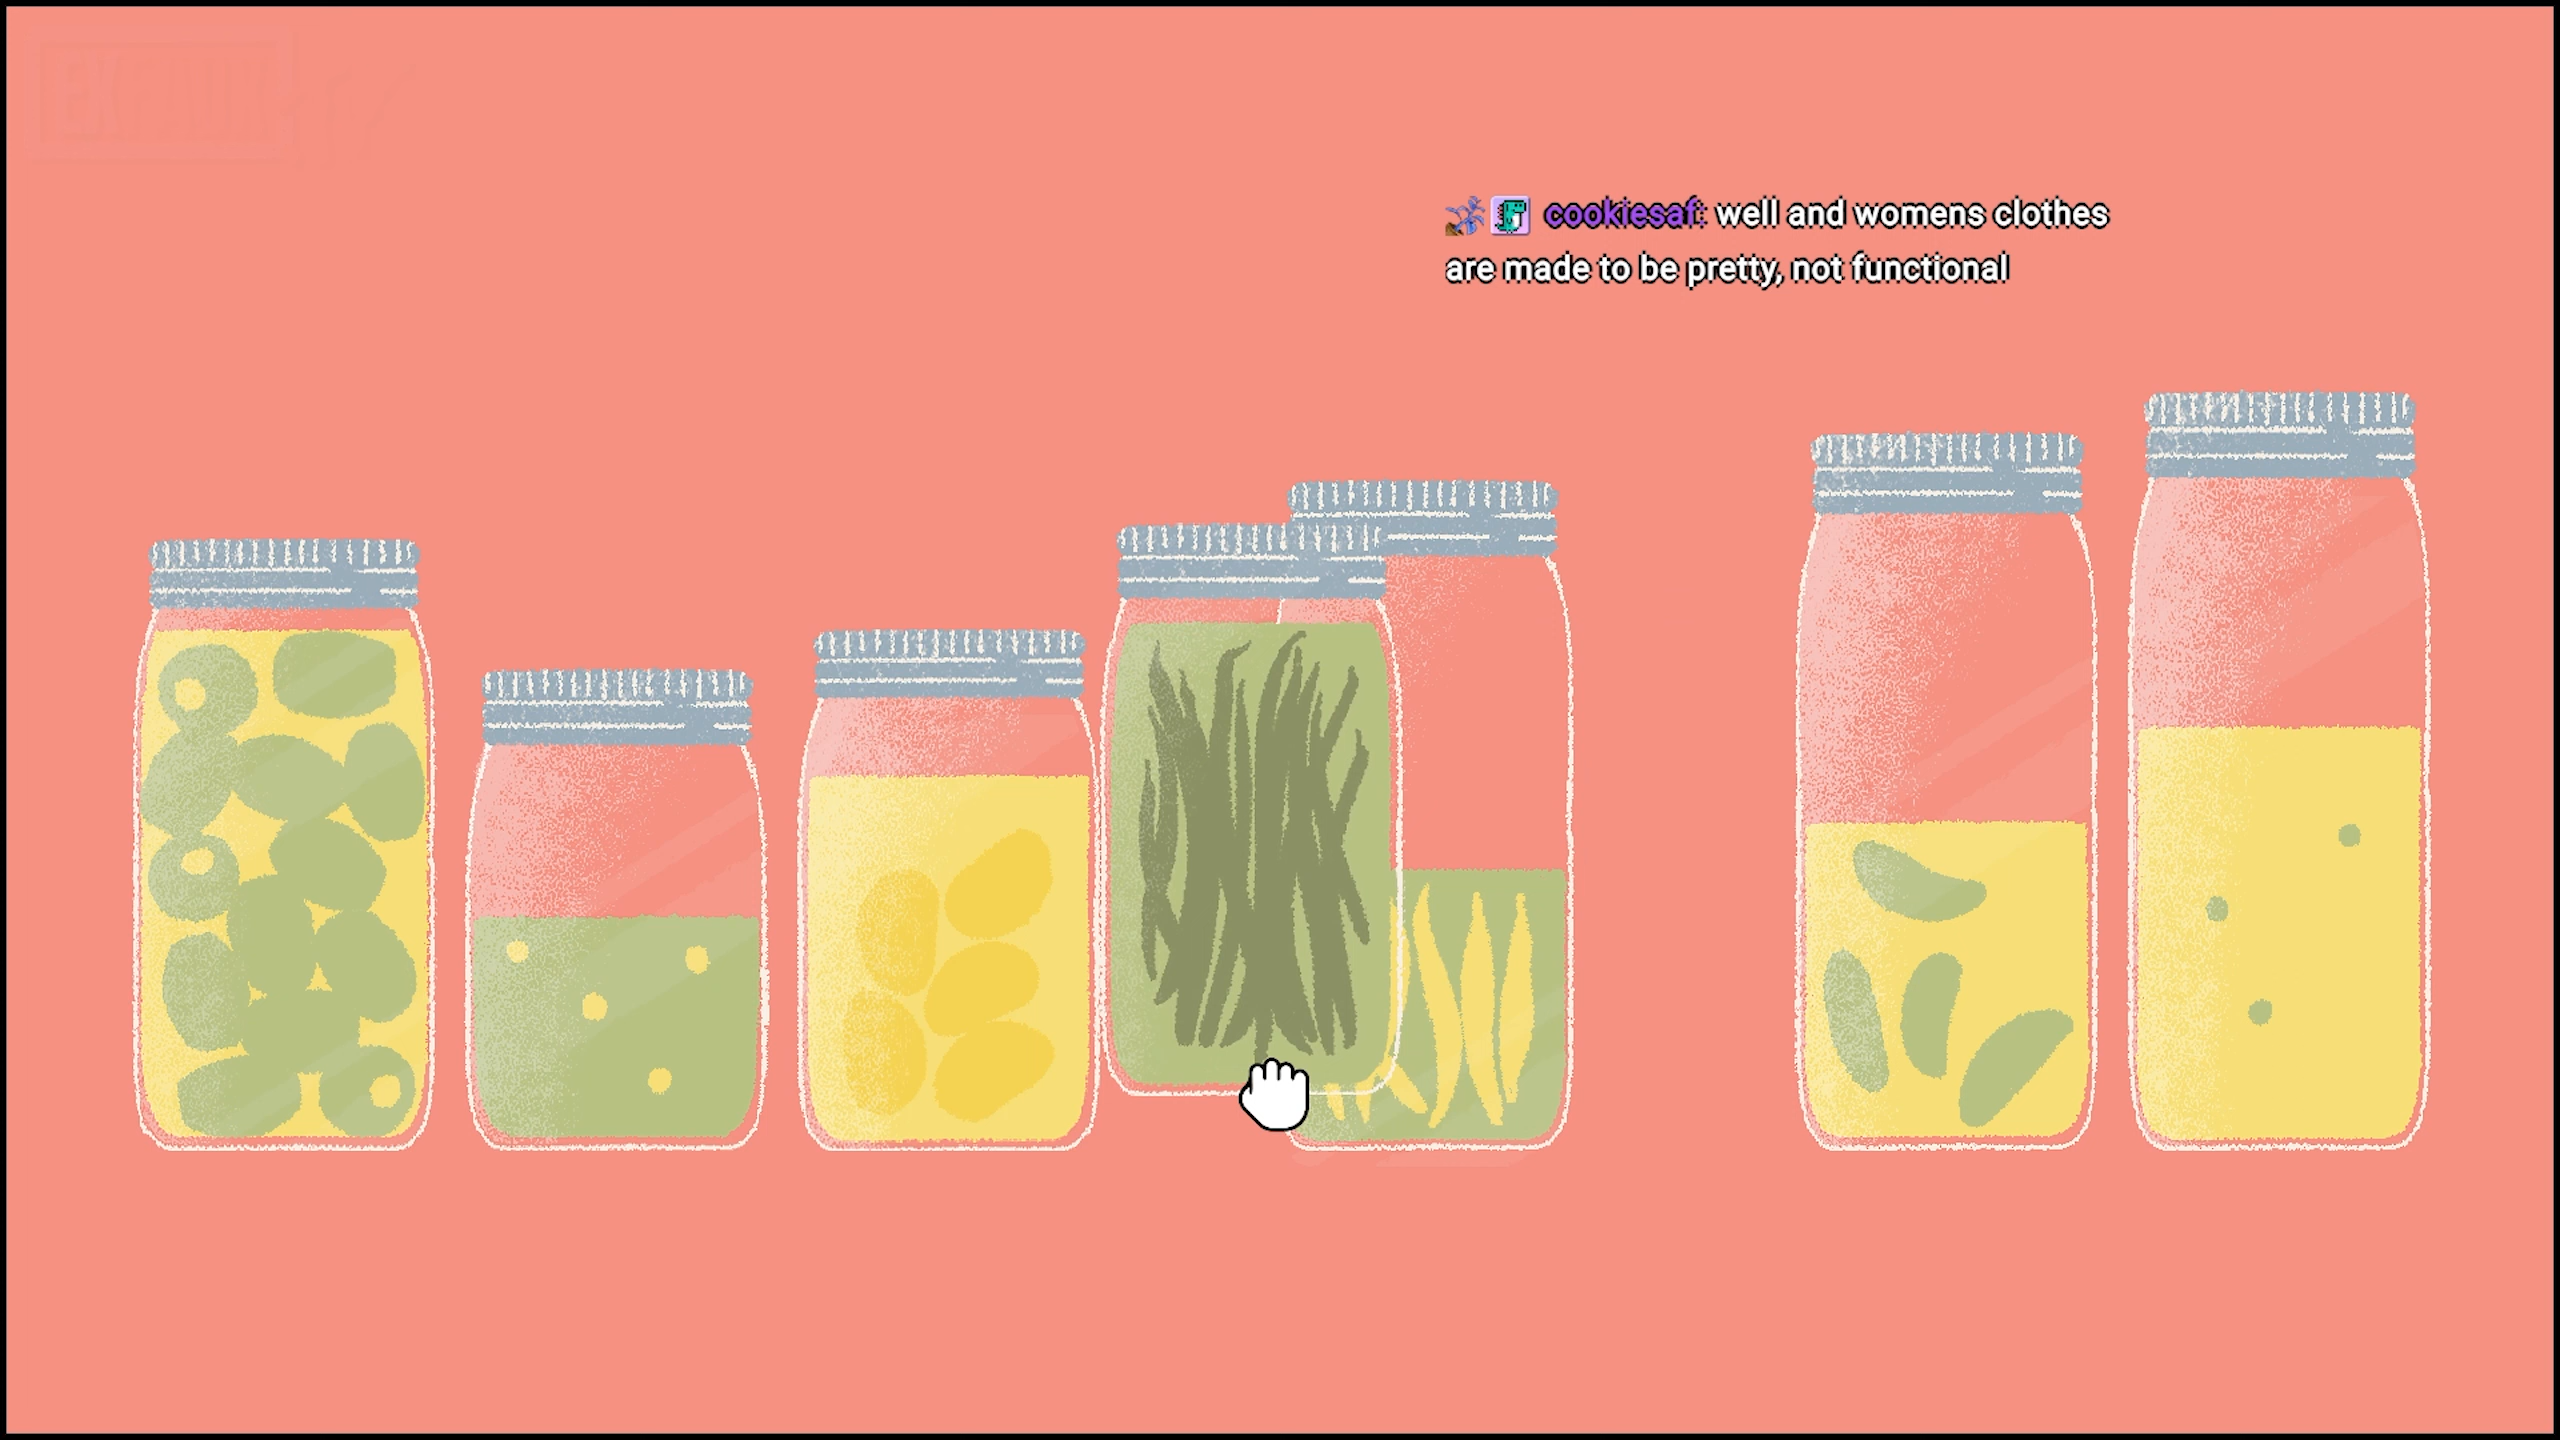 cookiesaf: well and womens clothes
are made to be pretty, not functional